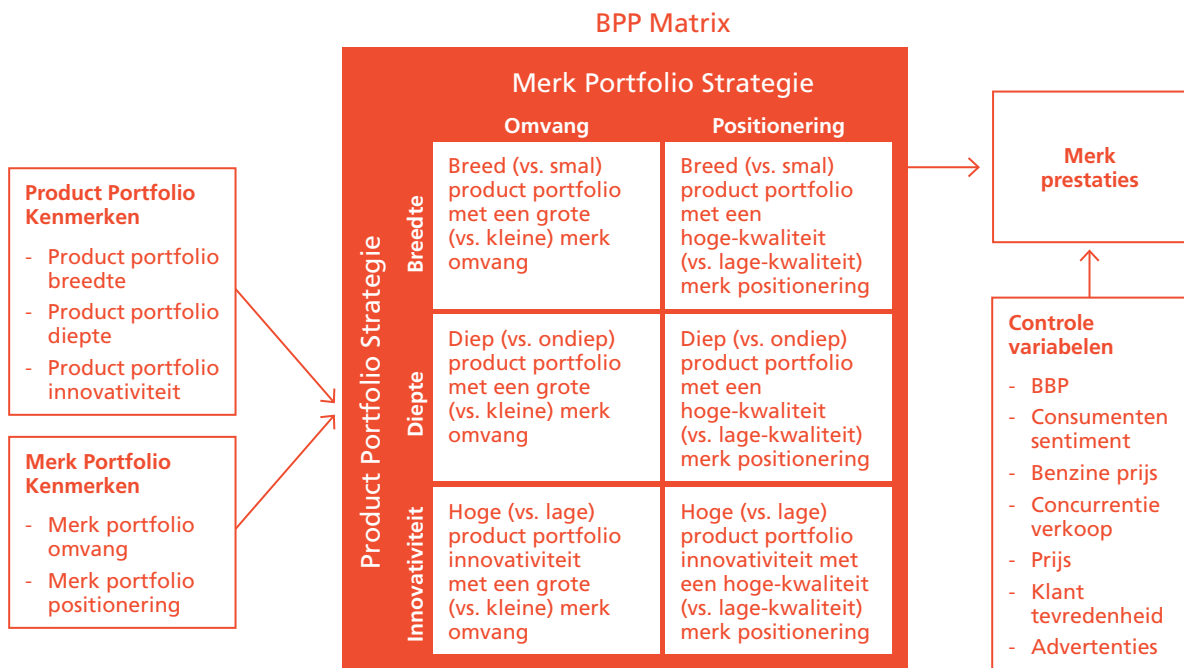 BPP Matrix
Merk Portfolio Strategie
Omvang
Positionering
Product Portfolio Strategie
Breedte
Breed (vs. smal)
product portfolio
met een grote
(vs. kleine) merk
omvang
Breed (vs. smal)
product portfolio
met een
hoge-kwaliteit
(vs. lage-kwaliteit)
merk positionering
Diepte
Diep (vs. ondiep)
product portfolio
met een grote
(vs. kleine) merk
omvang
Diep (vs. ondiep)
product portfolio
met een
hoge-kwaliteit
(vs. lage-kwaliteit)
merk positionering
Innovativiteit
Hoge (vs. lage)
product portfolio
innovativiteit
met een grote
(vs. kleine) merk
omvang
Hoge (vs. lage)
product portfolio
innovativiteit met
een hoge-kwaliteit
(vs. lage-kwaliteit)
merk positionering
Product Portfolio
Kenmerken
- Product portfolio
breedte
- Product portfolio
diepte
- Product portfolio
innovativiteit
Merk Portfolio
Kenmerken
- Merk portfolio
omvang
- Merk portfolio
positionering
Merk
prestaties
Controle
variabelen
- BBP
- Consumenten
sentiment
- Benzine prijs
- Concurrentie
verkoop
- Prijs
- Klant
tevredenheid
- Advertenties